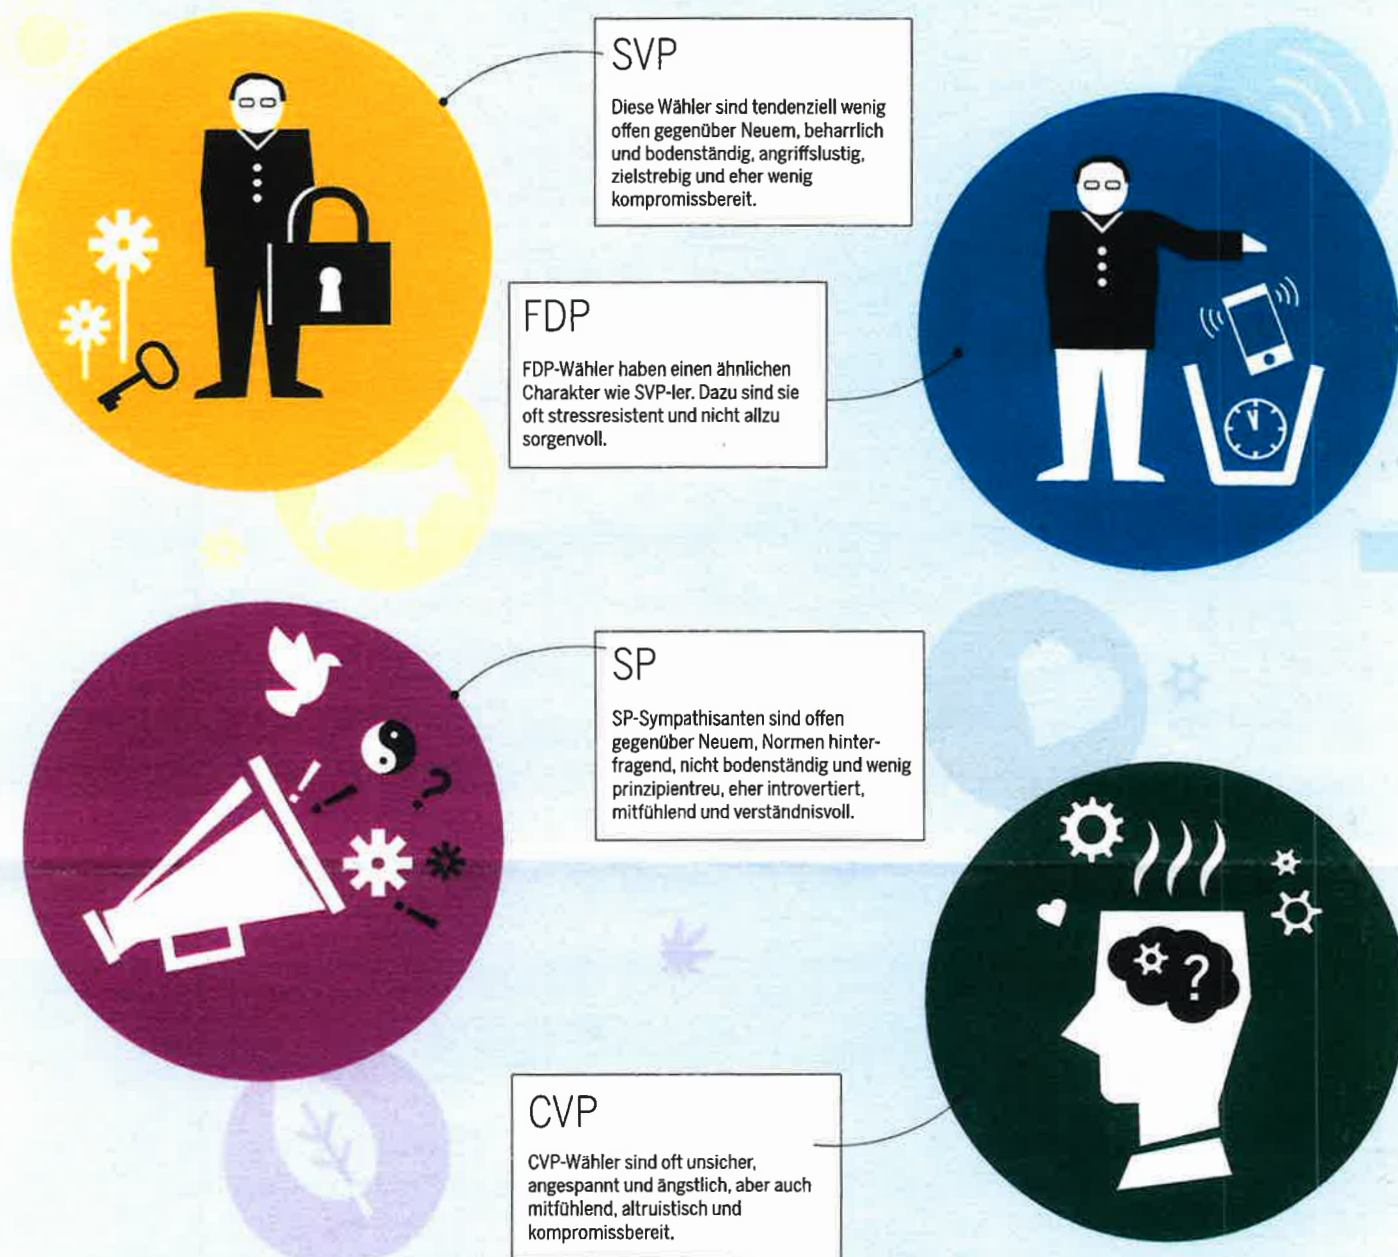 SVP
Diese Wähler sind tendenziell wenig
offen gegenüber Neuem, beharrlich
und bodenständig, angriffslustig,
zielstrebig und eher wenig
kompromissbereit.
FDP
FDP-Wähler haben einen ähnlichen
Charakter wie SVP-ler. Dazu sind sie
oft stressresistent und nicht allzu
sorgenvoll.
SP
SP-Sympathisanten sind offen
gegenüber Neuem, Normen hinter-
fragend, nicht bodenständig und wenig
prinzipientreu, eher introvertiert,
mitfühlend und verständnisvoll.
! ! ?
!
?
CVP
CVP-Wähler sind oft unsicher,
angespannt und ängstlich, aber auch
mitfühlend, altruistisch und
kompromissbereit.